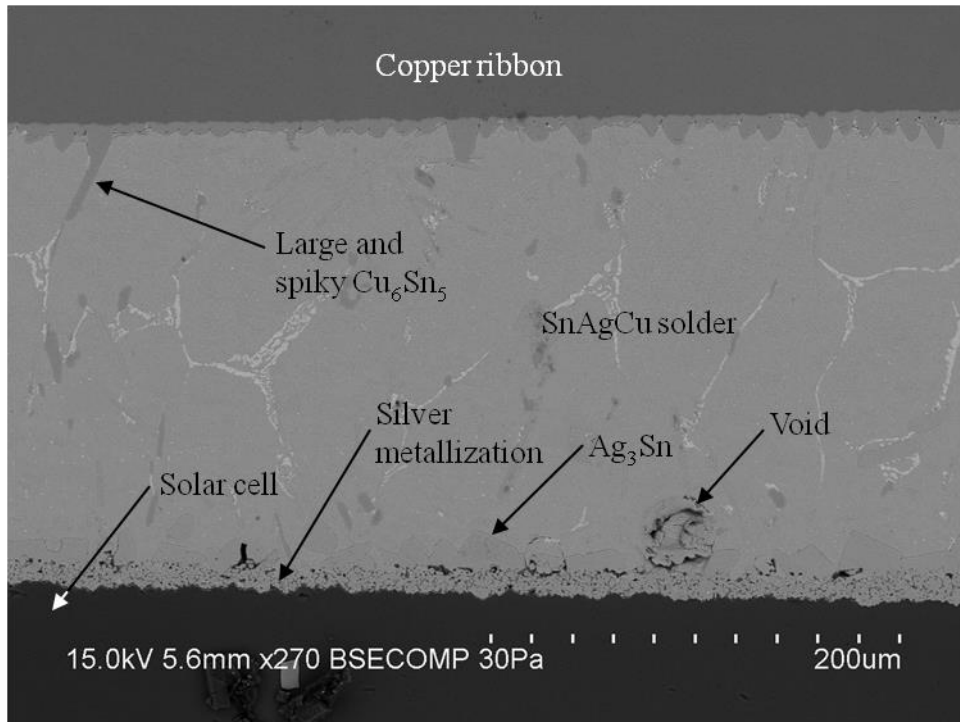 Copper ribbon
Large and
spiky Cu₆Sn₅
SnAgCu solder
Silver
metallization
Ag₃Sn
Void
Solar cell
15.0kV 5.6mm x270 BSECOMP 30Pa
200um